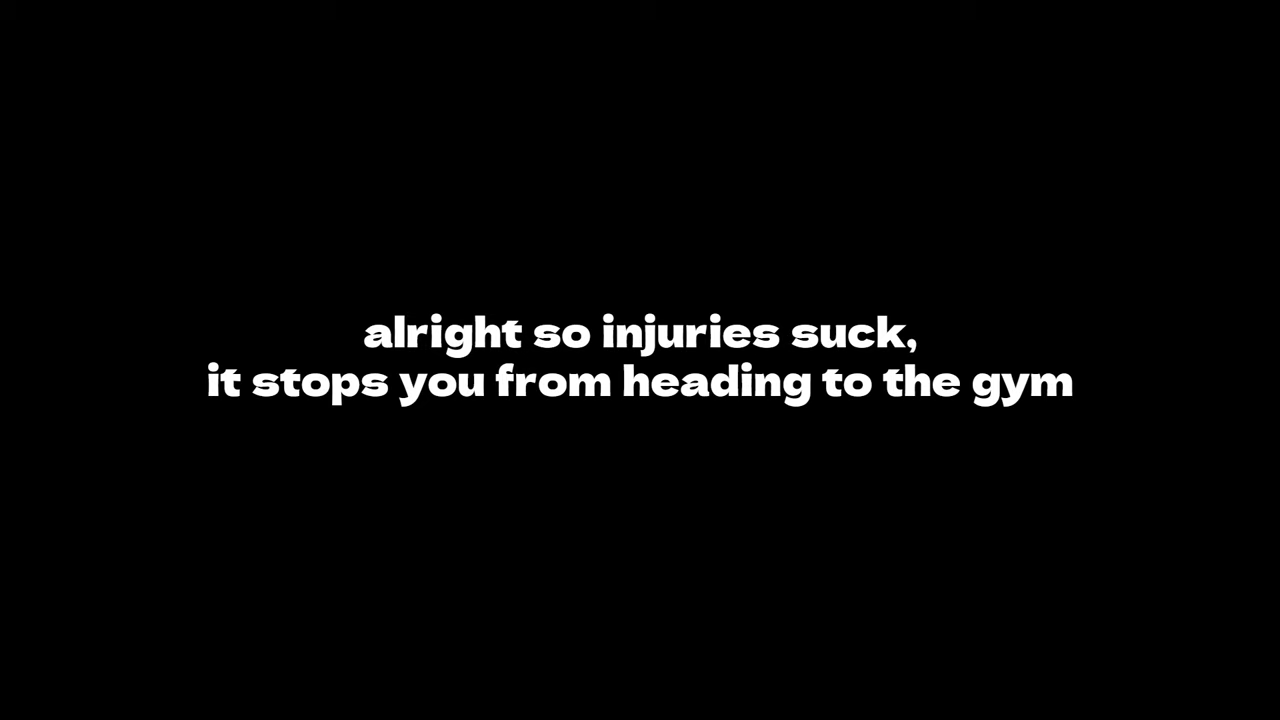 alright so injuries suck,
it stops you from heading to the gym